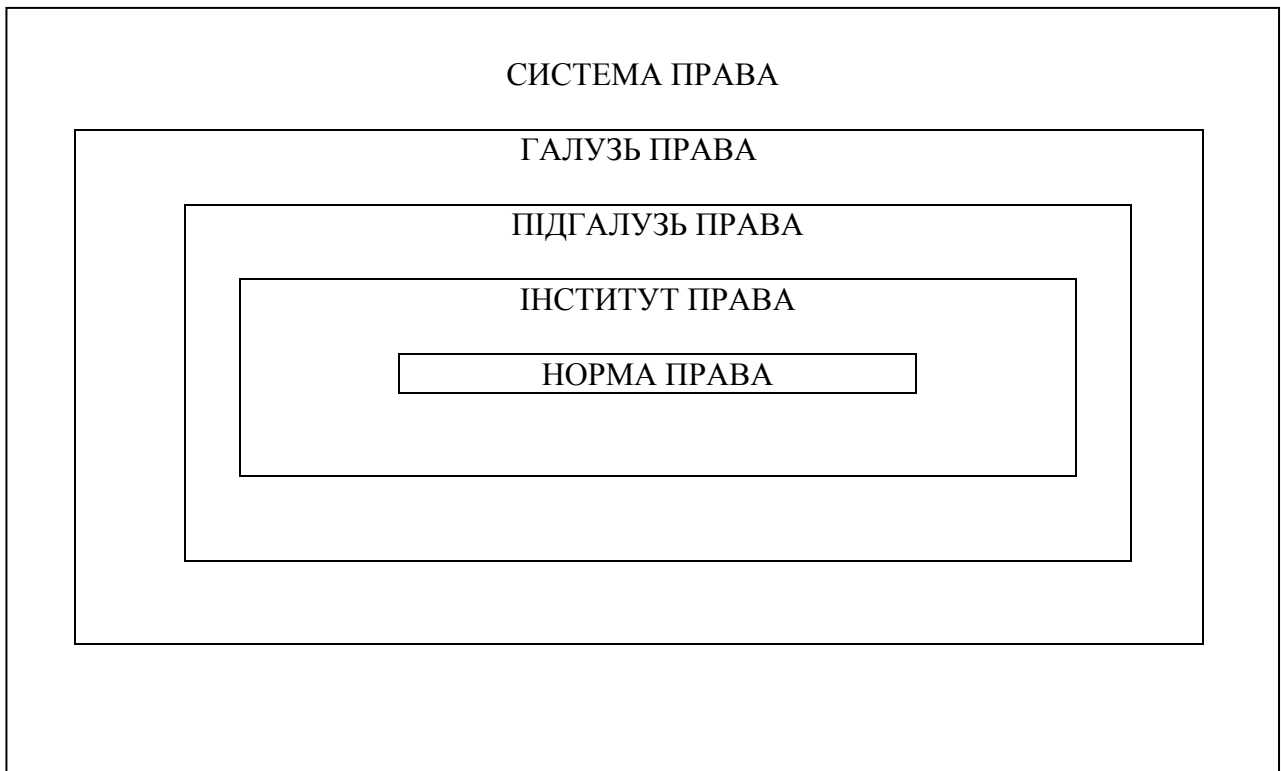 СИСТЕМА ПРАВА
ГАЛУЗЬ ПРАВА
ПІДГАЛУЗЬ ПРАВА
ІНСТИТУТ ПРАВА
НОРМА ПРАВА